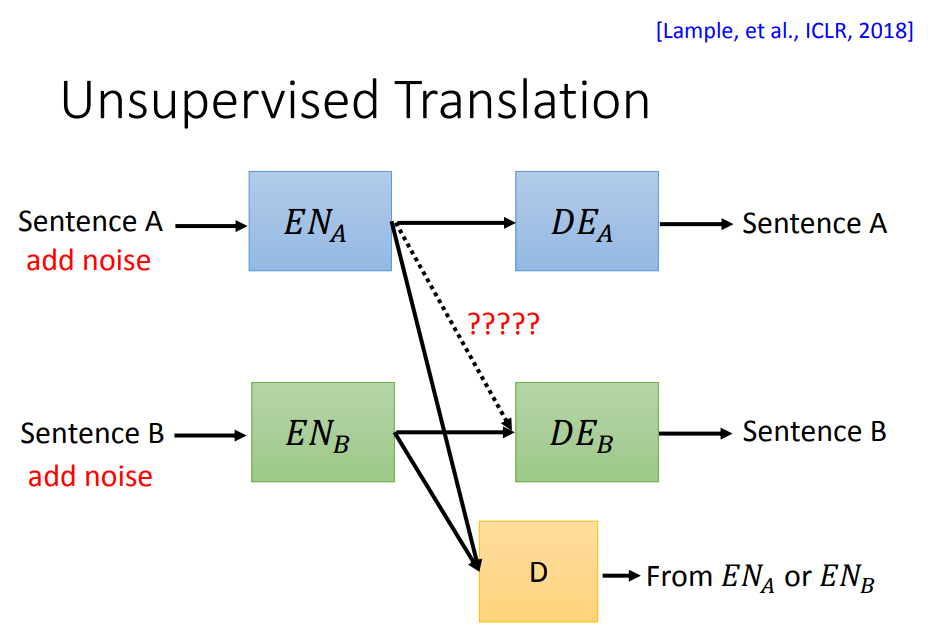 [Lample, et al., ICLR, 2018]
Unsupervised Translation
Sentence A
add noise
EN_A
DE_A
Sentence A
?????
Sentence B
add noise
EN_B
DE_B
Sentence B
D
From EN_A or EN_B